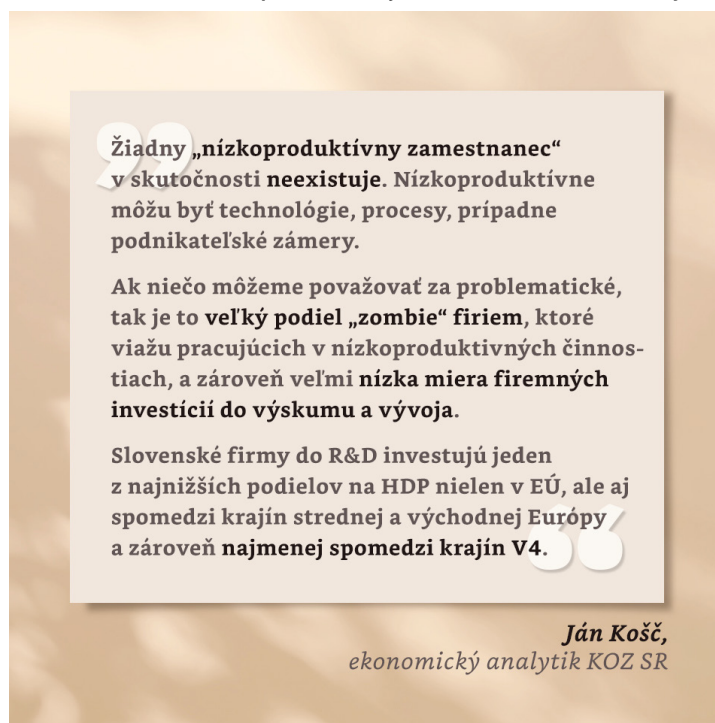 Žiadny „nízkoproduktívny zamestnanec“
v skutočnosti neexistuje. Nízkoproduktívne
môžu byť technológie, procesy, prípadne
podnikateľské zámery.
Ak niečo môžeme považovať za problematické,
tak je to veľký podiel „zombie“ firiem, ktoré
viažu pracujúcich v nízkoproduktivných činnos-
tiach, a zároveň veľmi nízka miera firemných
investícií do výskumu a vývoja.
Slovenské firmy do R&D investujú jeden
z najnižších podielov na HDP nielen v EÚ, ale aj
spomedzi krajín strednej a východnej Európy
a zároveň najmenej spomedzi krajín V4.
Ján Košč,
ekonomický analytik KOZ SR